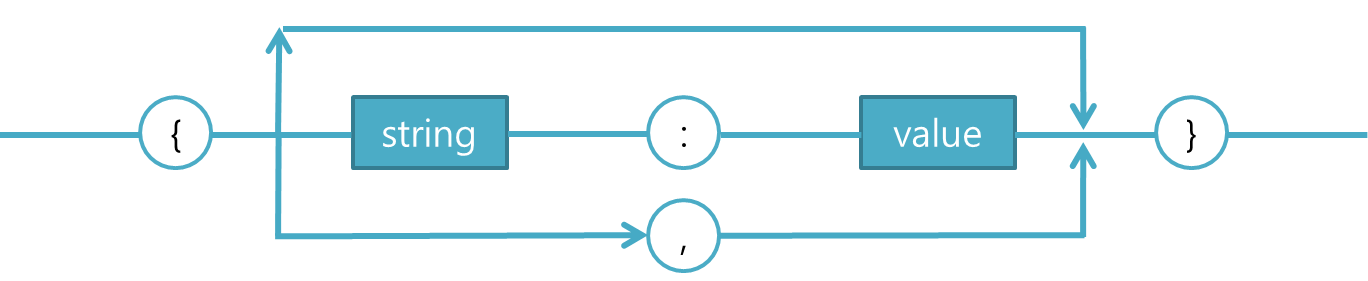 { string : value }
,